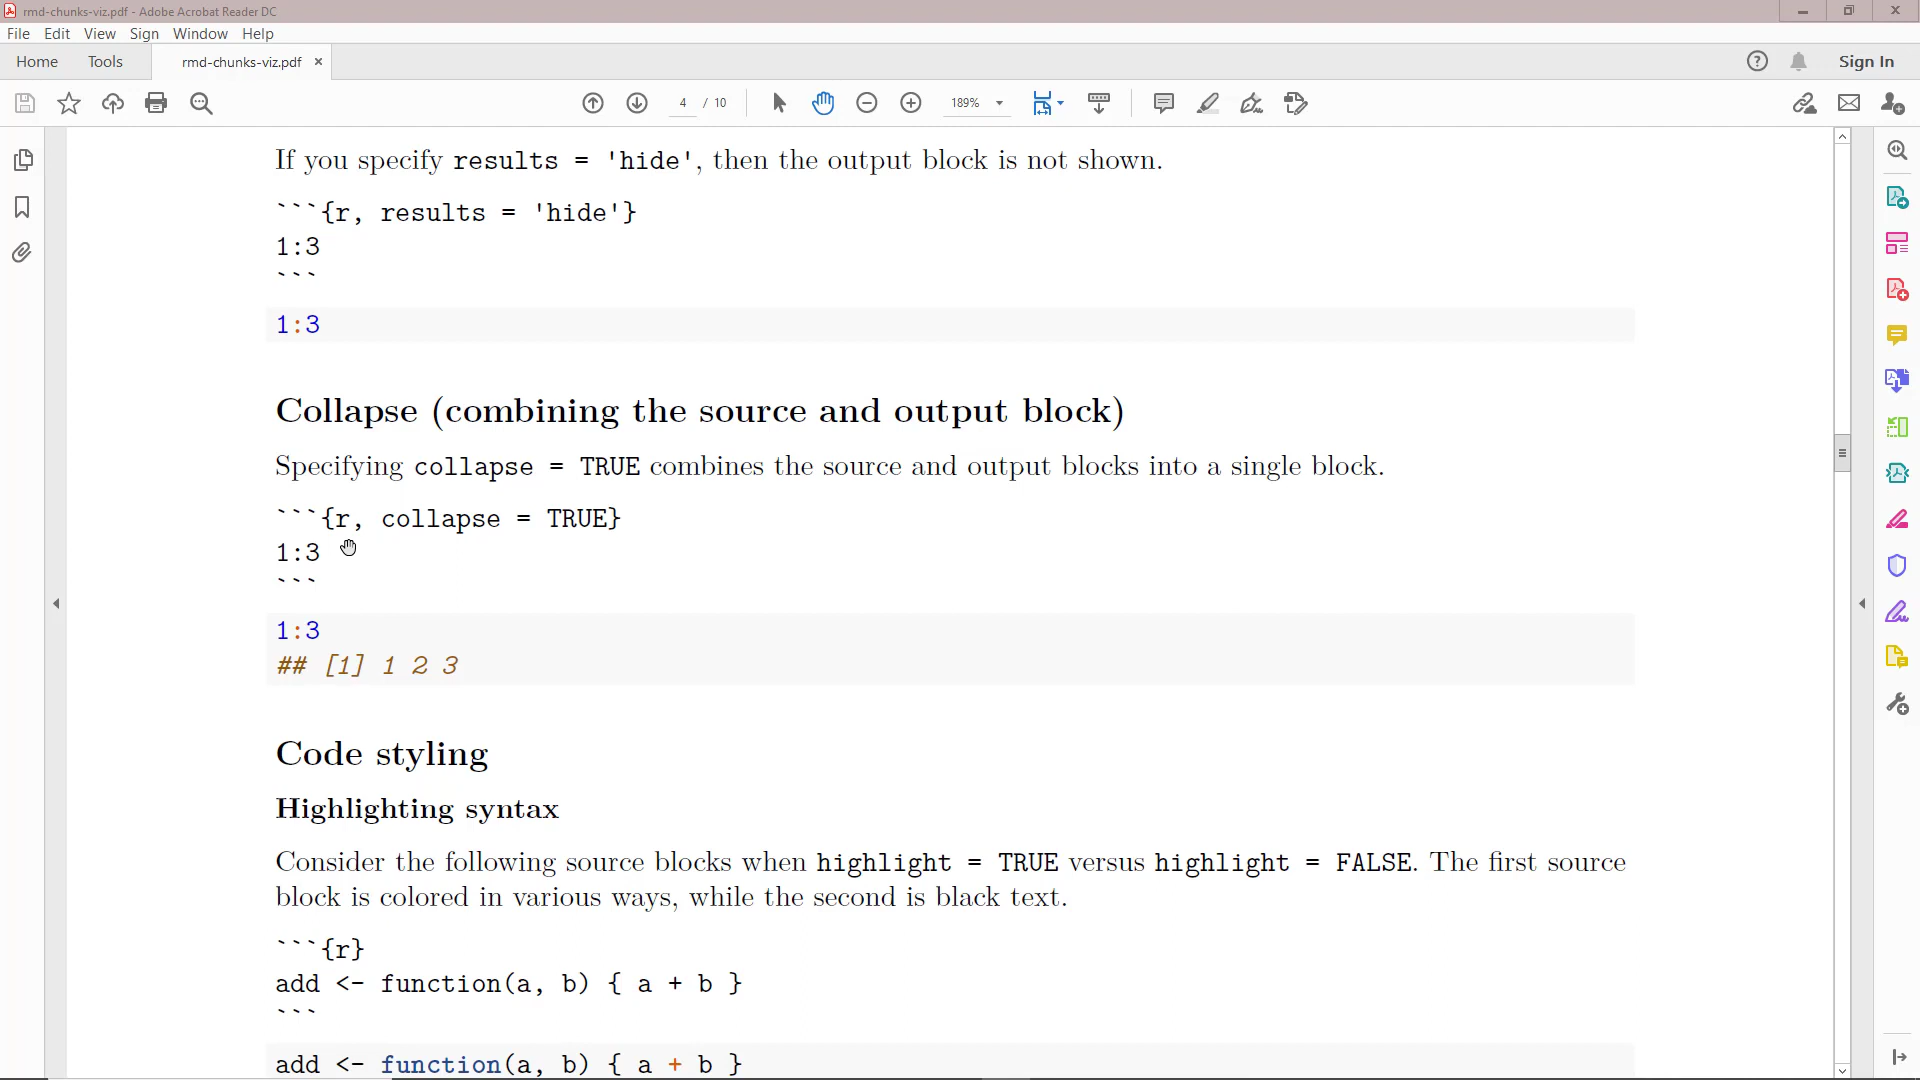 rmd-chunks-viz.pdf - Adobe Acrobat Reader DC
File Edit View Sign Window Help
Home Tools rmd-chunks-viz.pdf × Sign In
4 / 10 189%
If you specify results = 'hide', then the output block is not shown.
```{r, results = 'hide'}
1:3
```
1:3
Collapse (combining the source and output block)
Specifying collapse = TRUE combines the source and output blocks into a single block.
```{r, collapse = TRUE}
1:3
```
1:3
## [1] 1 2 3
Code styling
Highlighting syntax
Consider the following source blocks when highlight = TRUE versus highlight = FALSE. The first source
block is colored in various ways, while the second is black text.
```{r}
add <- function(a, b) { a + b }
```
add <- function(a, b) { a + b }